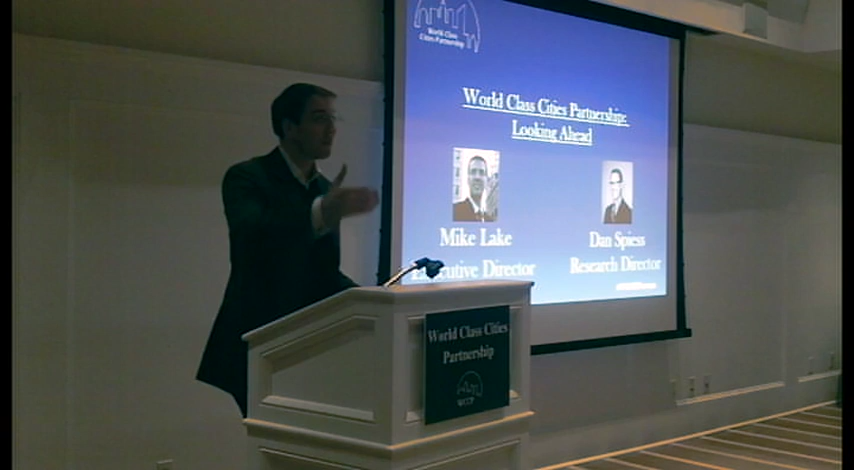 World Class
Cities Partnership
World Class Cities Partnership:
Looking Ahead
Mike Lake
Executive Director
Dan Spiess
Research Director
World Class Cities
Partnership
WCCP